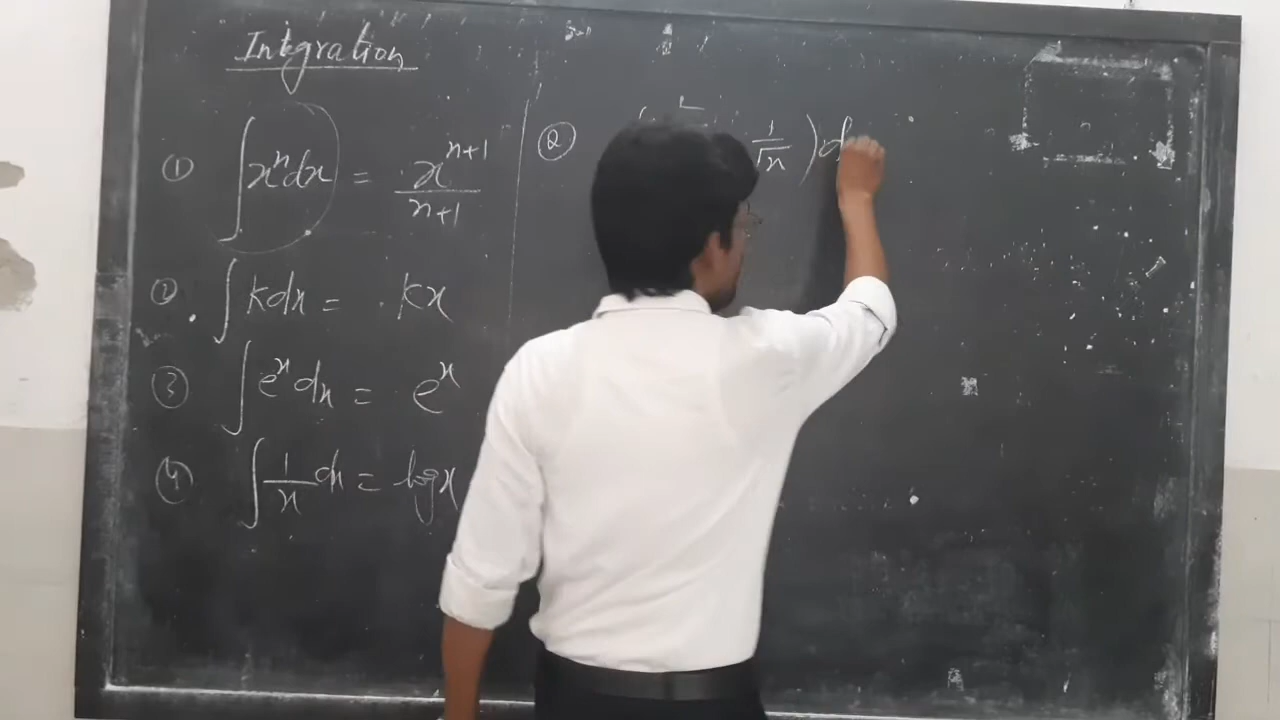 Integration
① ∫xⁿdx = xⁿ⁺¹/n+1
② ∫kdx = kx
③ ∫eˣdx = eˣ
④ ∫1/x dx = log x
② 1/√x ) d